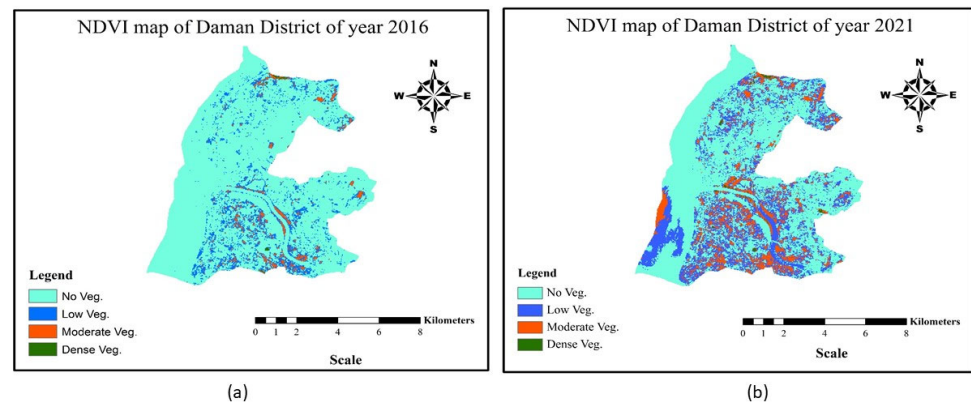 NDVI map of Daman District of year 2016
N
W E
S
Legend
No Veg.
Low Veg.
Moderate Veg.
Dense Veg.
Kilometers
0 1 2 4 6 8
Scale
(a)
NDVI map of Daman District of year 2021
N
W E
S
Legend
No Veg.
Low Veg.
Moderate Veg.
Dense Veg.
Kilometers
0 1 2 4 6 8
Scale
(b)